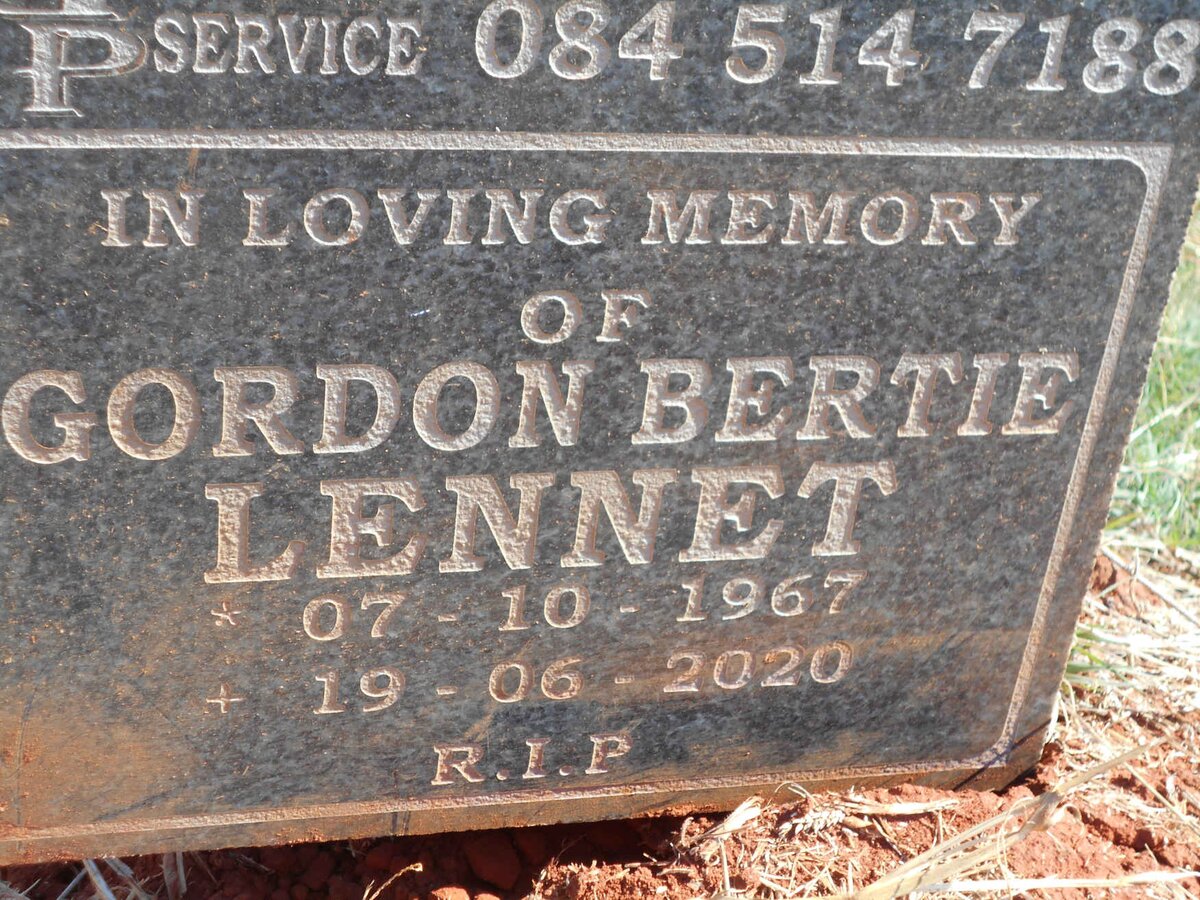 SERVICE 084 514 7188
IN LOVING MEMORY
OF
GORDON BERTIE
LENNET
* 07 - 10 - 1967
+ 19 - 06 - 2020
R.I.P